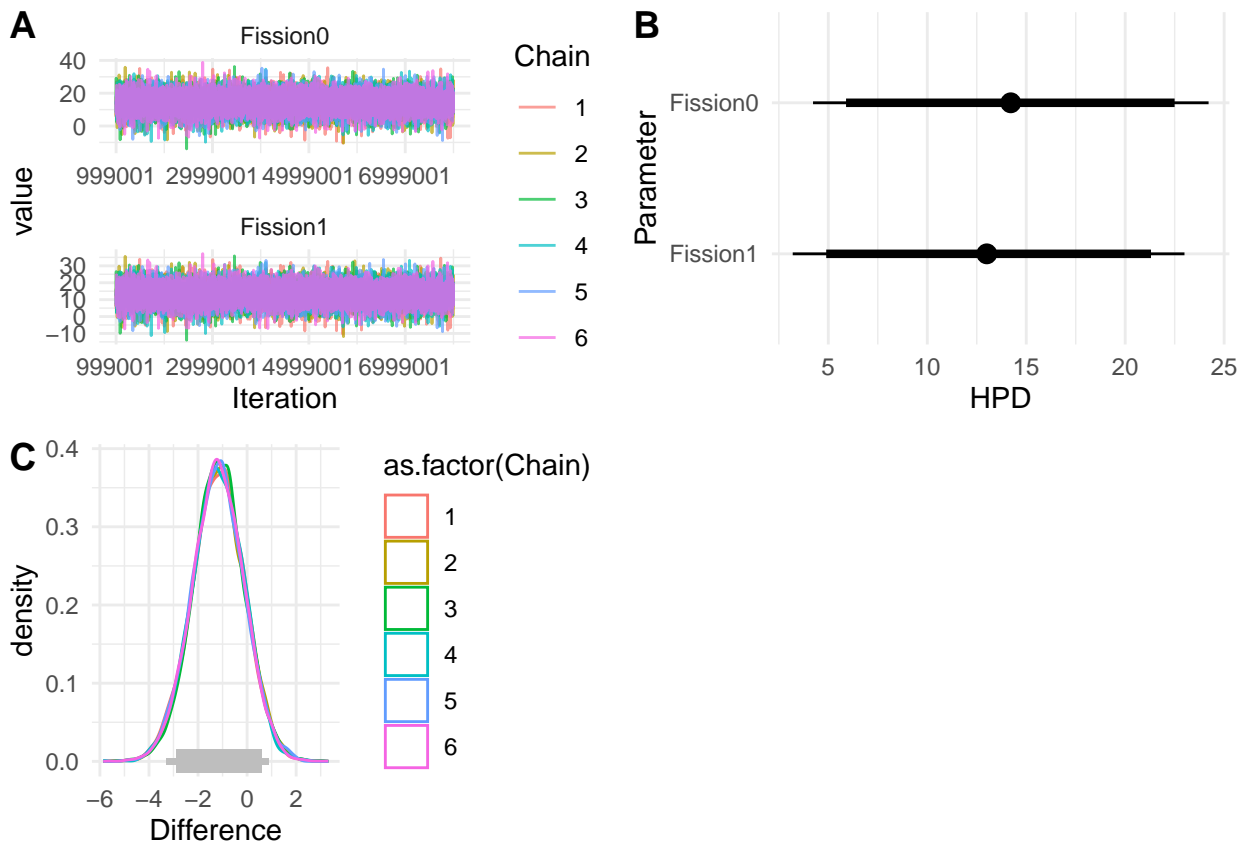 A
Fission0
40
20
0
999001 2999001 4999001 6999001
Fission1
30
20
10
0
−10
999001 2999001 4999001 6999001
value
Iteration
Chain
1
2
3
4
5
6
B
Fission0
Fission1
Parameter
5 10 15 20 25
HPD
C
0.4
0.3
0.2
0.1
0.0
density
−6 −4 −2 0 2
Difference
as.factor(Chain)
1
2
3
4
5
6